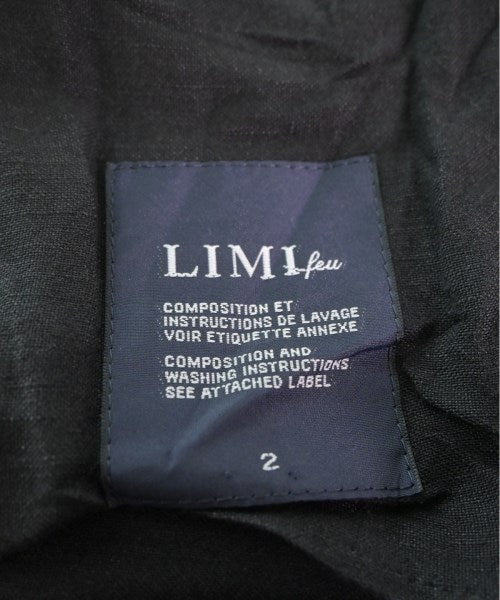 LIMI feu
COMPOSITION ET
INSTRUCTIONS DE LAVAGE
VOIR ETIQUETTE ANNEXE
COMPOSITION AND
WASHING INSTRUCTIONS
SEE ATTACHED LABEL
2